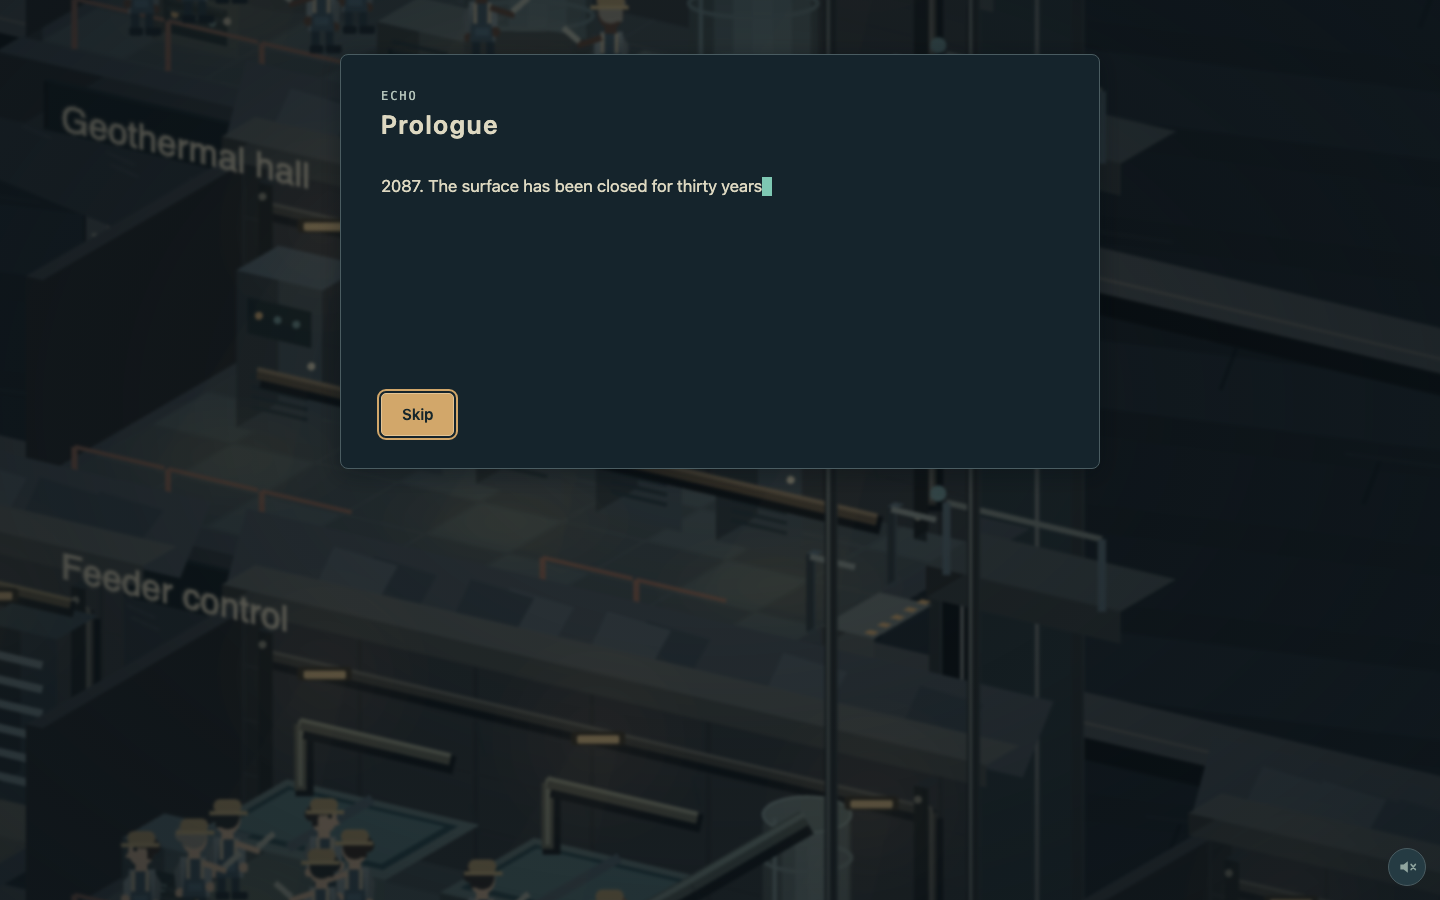 Geothermal hall
ECHO
Prologue
2087. The surface has been closed for thirty years
Skip
Feeder control